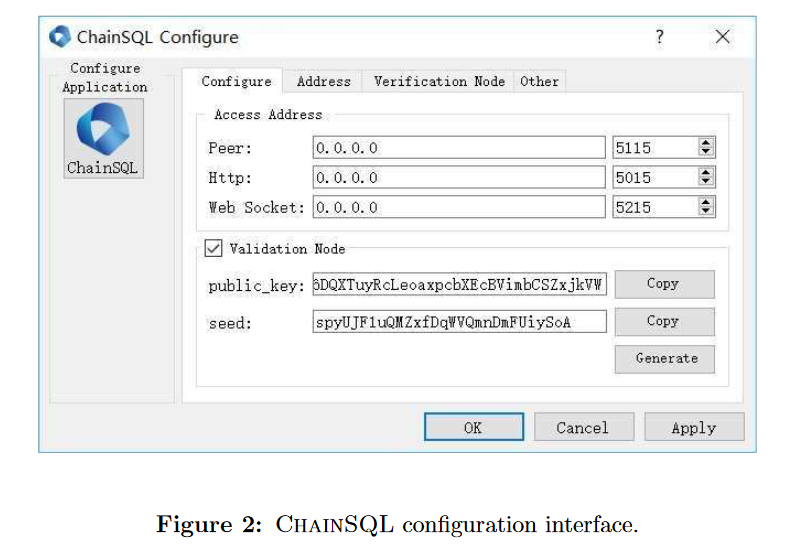 ChainSQL Configure ?
Configure
Application
ChainSQL
Configure Address Verification Node Other
Access Address
Peer: 0.0.0.0 5115
Http: 0.0.0.0 5015
Web Socket: 0.0.0.0 5215
Validation Node
public_key: DQXTuyRcLeoaxpcbXEcBVimbCSZxjkVW Copy
seed: spyUJF1uQMZxfDqWVQmnDmFUiySoA Copy
Generate
OK Cancel Apply
Figure 2: CHAINSQL configuration interface.